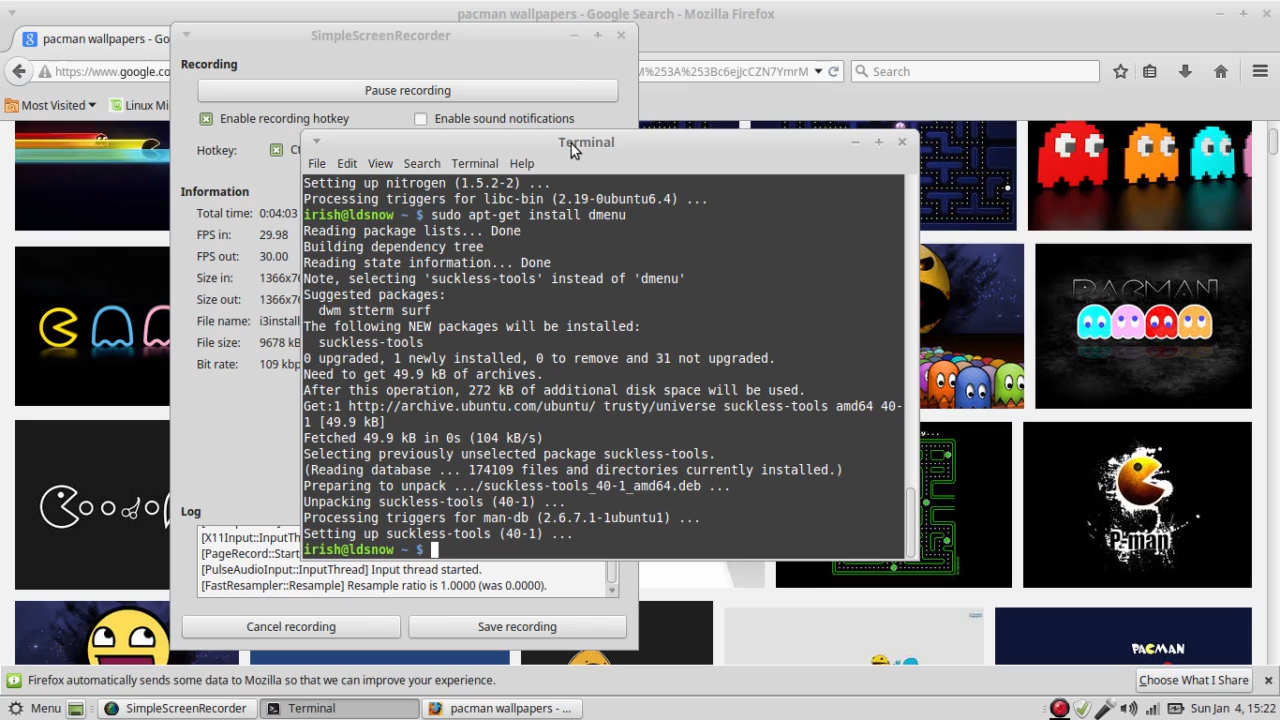 pacman wallpapers - Google Search - Mozilla Firefox
pacman wallpapers - Go
https://www.google.co
M%253A%253Bc6ejJcCZN7YmrM
Search
Most Visited
Linux Mi
SimpleScreenRecorder
Recording
Pause recording
Enable recording hotkey
Enable sound notifications
Hotkey:
Information
Total time: 0:04:03
FPS in: 29.98
FPS out: 30.00
Size in: 1366x76
Size out: 1366x76
File name: i3install
File size: 9678 kB
Bit rate: 109 kbp
Log
[X11Input::InputTh
[PageRecord::Start
[PulseAudioInput::InputThread] Input thread started.
[FastResampler::Resample] Resample ratio is 1.0000 (was 0.0000).
Cancel recording
Save recording
Terminal
File Edit View Search Terminal Help
Setting up nitrogen (1.5.2-2) ...
Processing triggers for libc-bin (2.19-0ubuntu6.4) ...
irish@ldsnow ~ $ sudo apt-get install dmenu
Reading package lists... Done
Building dependency tree
Reading state information... Done
Note, selecting 'suckless-tools' instead of 'dmenu'
Suggested packages:
dwm stterm surf
The following NEW packages will be installed:
suckless-tools
0 upgraded, 1 newly installed, 0 to remove and 31 not upgraded.
Need to get 49.9 kB of archives.
After this operation, 272 kB of additional disk space will be used.
Get:1 http://archive.ubuntu.com/ubuntu/ trusty/universe suckless-tools amd64 40-
1 [49.9 kB]
Fetched 49.9 kB in 0s (104 kB/s)
Selecting previously unselected package suckless-tools.
(Reading database ... 174109 files and directories currently installed.)
Preparing to unpack .../suckless-tools_40-1_amd64.deb ...
Unpacking suckless-tools (40-1) ...
Processing triggers for man-db (2.6.7.1-1ubuntu1) ...
Setting up suckless-tools (40-1) ...
irish@ldsnow ~ $
PACMAN
P-man
PACMAN
Firefox automatically sends some data to Mozilla so that we can improve your experience.
Choose What I Share
Menu
SimpleScreenRecorder
Terminal
pacman wallpapers - ...
Sun Jan 4, 15:22